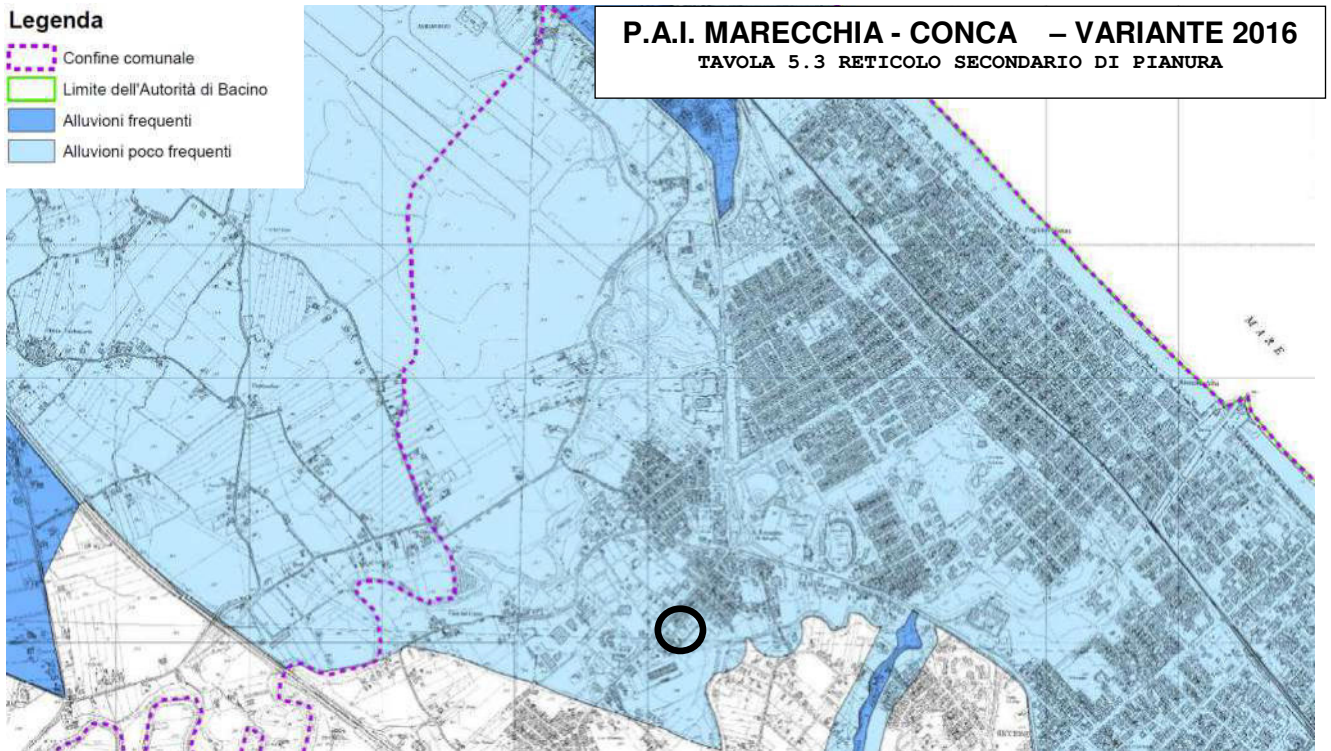 Legenda
Confine comunale
Limite dell'Autorità di Bacino
Alluvioni frequenti
Alluvioni poco frequenti
P.A.I. MARECCHIA - CONCA – VARIANTE 2016
TAVOLA 5.3 RETICOLO SECONDARIO DI PIANURA
MARE